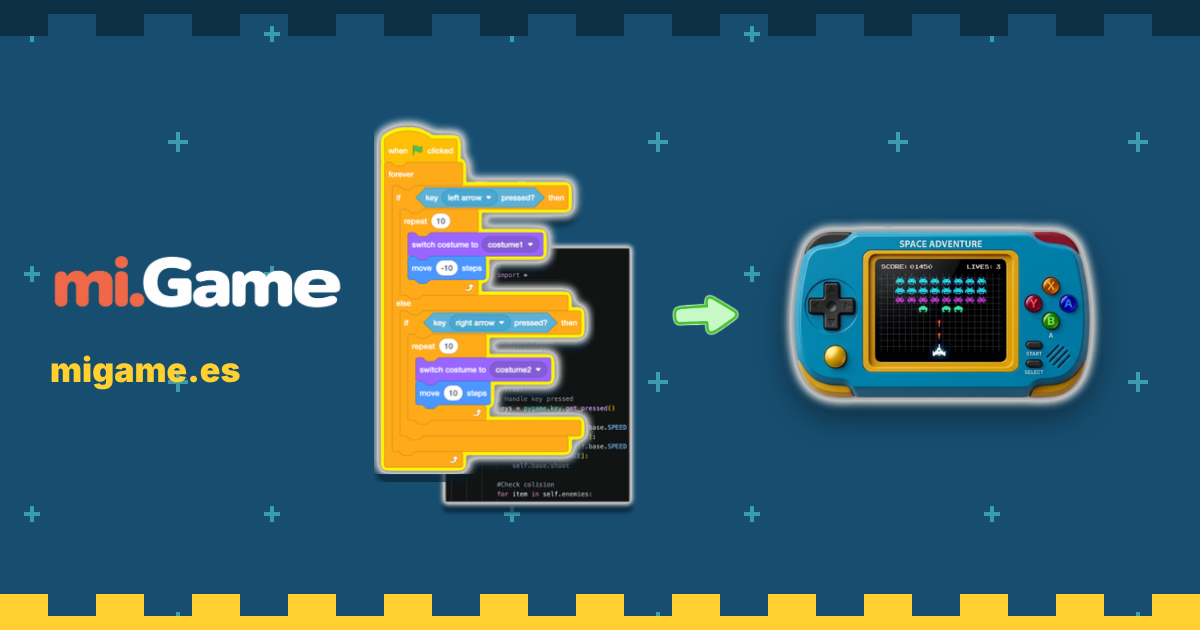 mi.Game
migame.es
when clicked
forever
if key left arrow pressed? then
repeat 10
switch costume to costume1
move -10 steps
else
if key right arrow pressed? then
repeat 10
switch costume to costume2
move 10 steps
import *
Handle key pressed
keys = pygame.key.get_pressed()
base.SPEED
]:
base.SPEED
E]:
self.base.shoot
#Check colision
for item in self.enemies:
SPACE ADVENTURE
SCORE: 01450 LIVES: 3
X
Y
A
B
A
START
SELECT